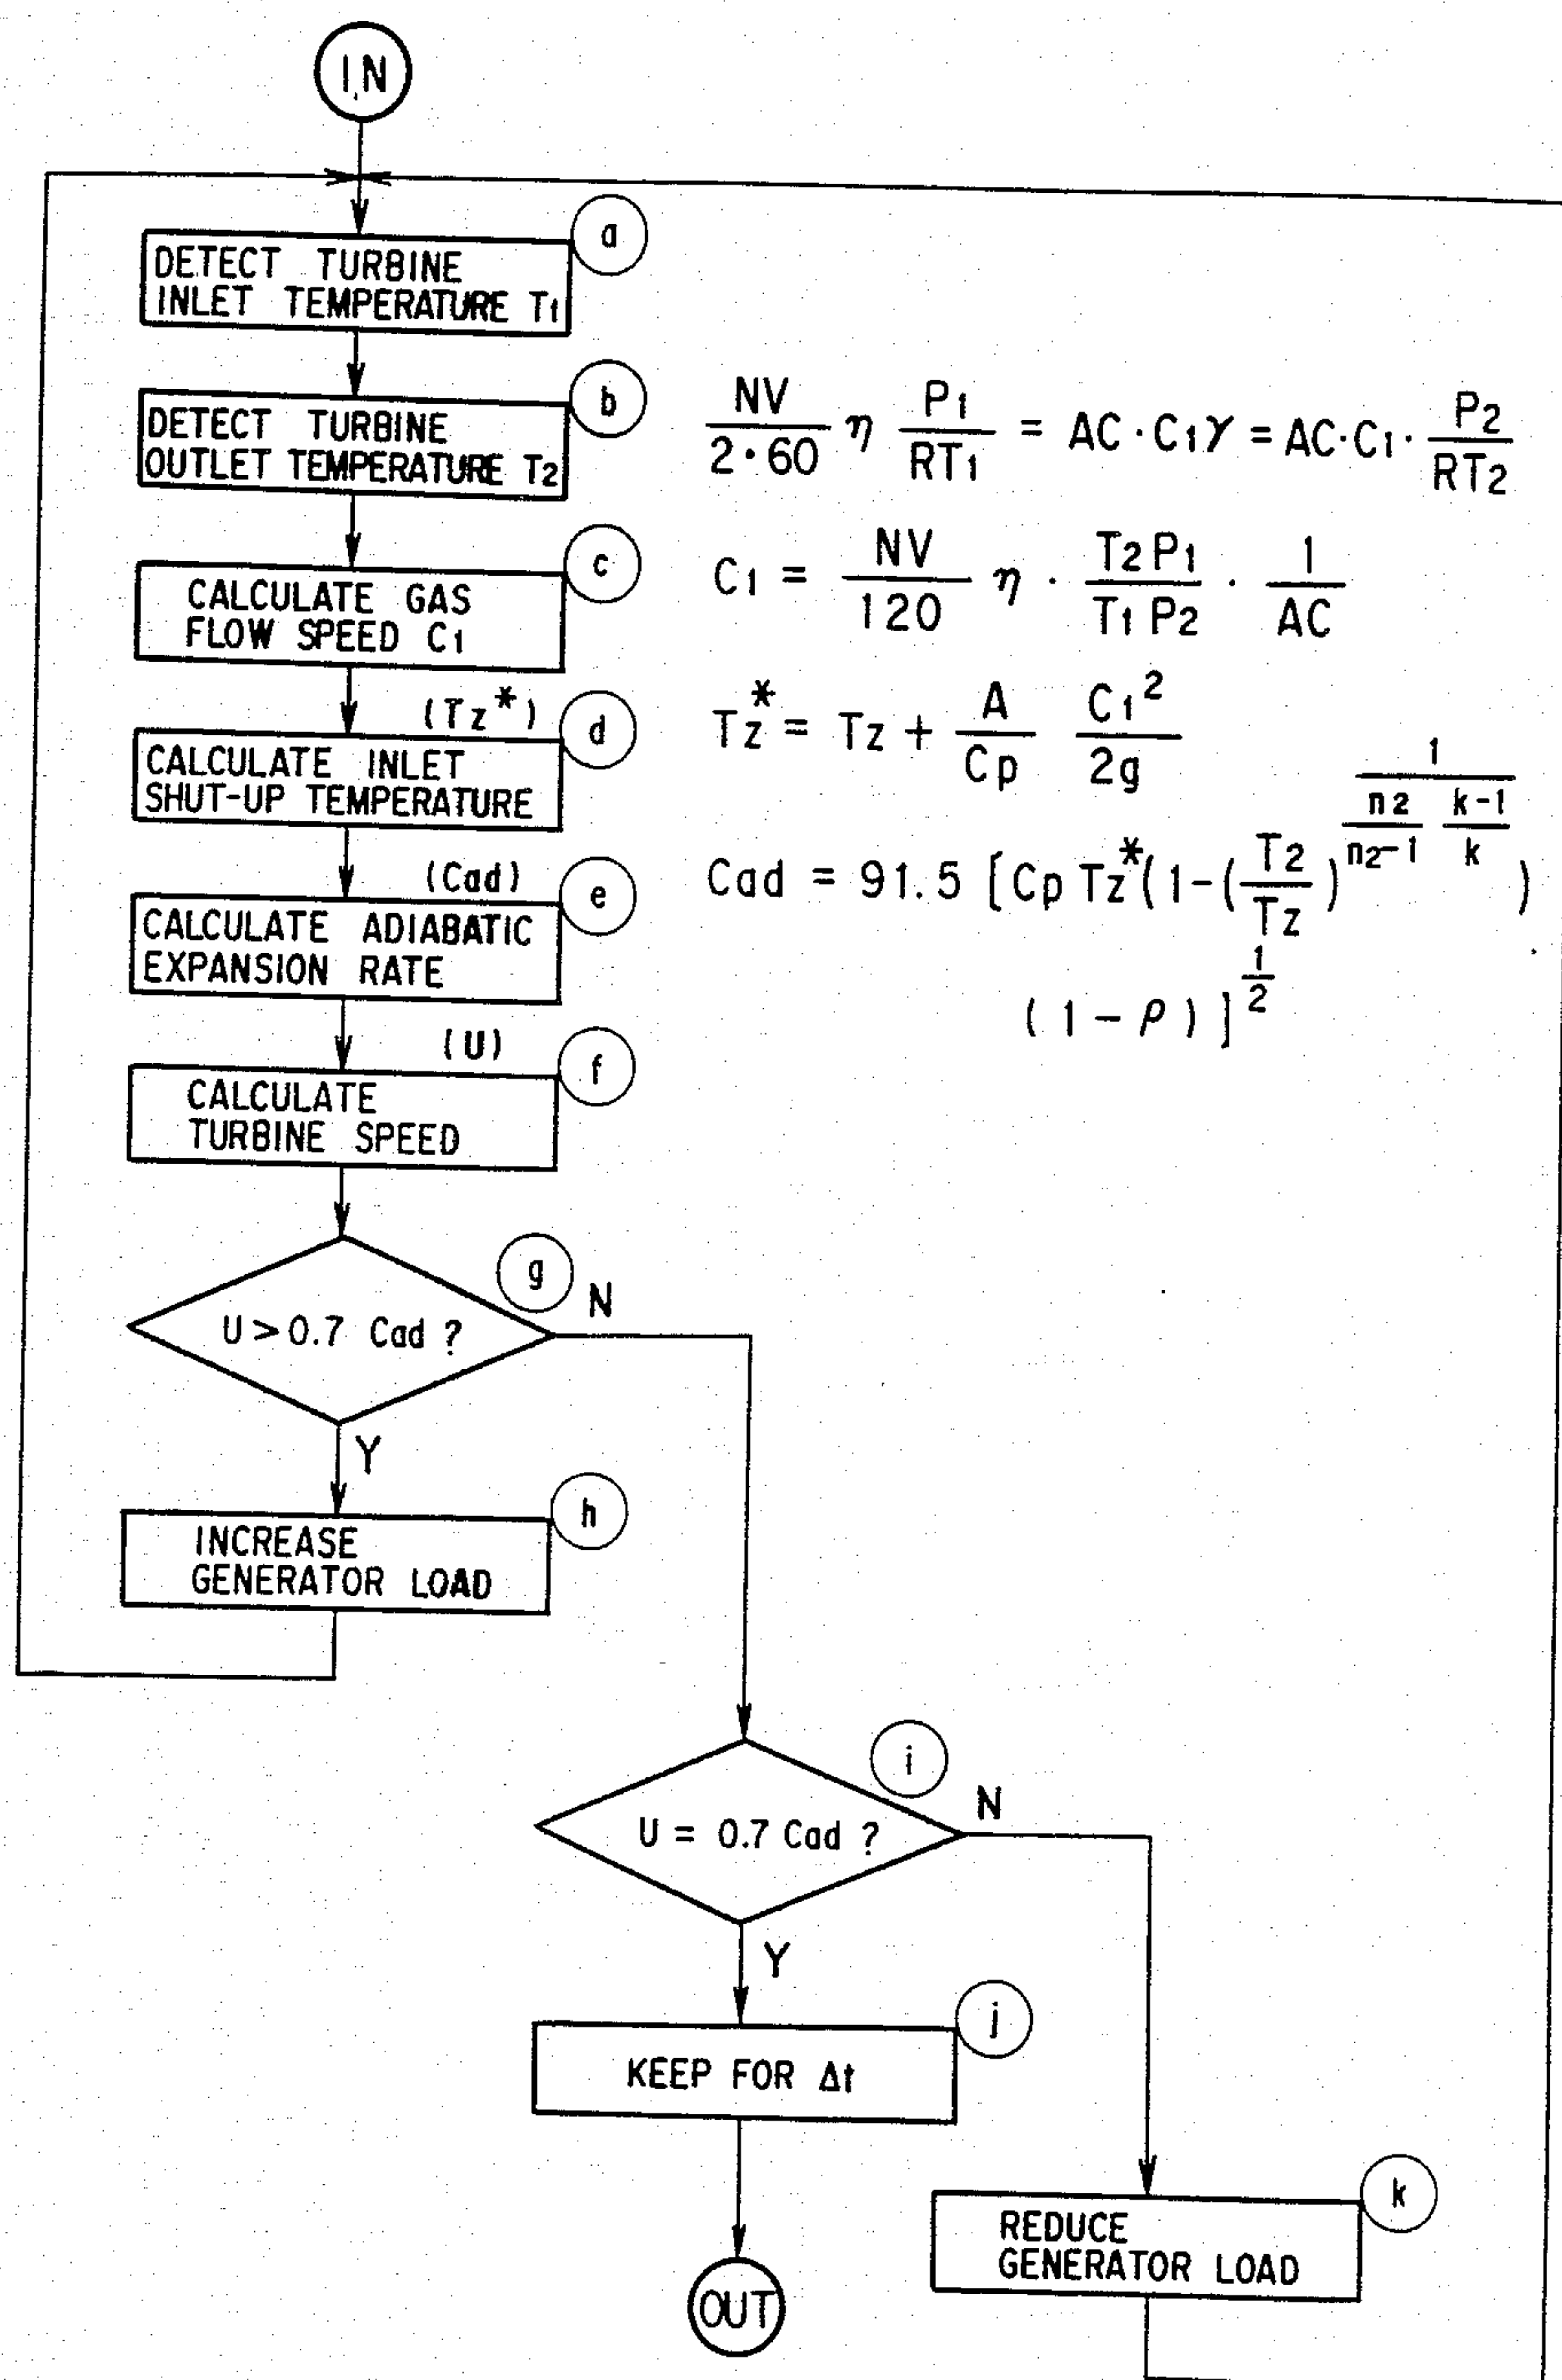 IN
a
DETECT TURBINE
INLET TEMPERATURE T1
b
DETECT TURBINE
OUTLET TEMPERATURE T2
NV/2·60 η P1/RT1 = AC·C1γ = AC·C1· P2/RT2
c
CALCULATE GAS
FLOW SPEED C1
C1 = NV/120 η · T2P1/T1P2 · 1/AC
(Tz*)
d
CALCULATE INLET
SHUT-UP TEMPERATURE
Tz* = Tz + A/Cp C1²/2g
(Cad)
e
CALCULATE ADIABATIC
EXPANSION RATE
Cad = 91.5 [Cp Tz*(1-(T2/Tz)^(1/(n2/n2-1 k-1/k)))
(1-ρ)]^1/2
(U)
f
CALCULATE
TURBINE SPEED
g
U > 0.7 Cad ?
N
Y
h
INCREASE
GENERATOR LOAD
i
U = 0.7 Cad ?
N
Y
j
KEEP FOR Δt
k
REDUCE
GENERATOR LOAD
OUT